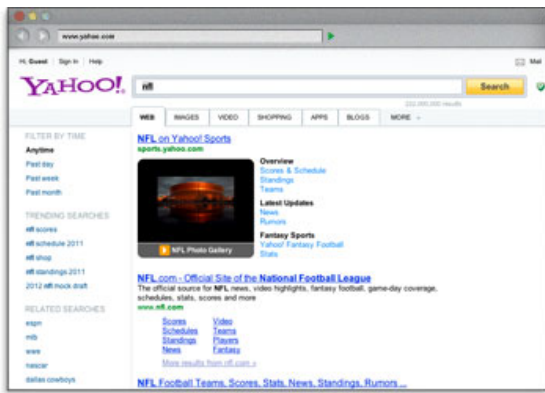 www.yahoo.com
Hi, Guest | Sign In | Help
Mail
YAHOO!
nfl
Search
222,000,000 results
WEB
IMAGES
VIDEO
SHOPPING
APPS
BLOGS
MORE
FILTER BY TIME
Anytime
Past day
Past week
Past month
TRENDING SEARCHES
nfl scores
nfl schedule 2011
nfl shop
nfl standings 2011
2012 nfl mock draft
RELATED SEARCHES
espn
mlb
wwe
nascar
dallas cowboys
NFL on Yahoo! Sports
sports.yahoo.com
NFL Photo Gallery
Overview
Scores & Schedule
Standings
Teams
Latest Updates
News
Rumors
Fantasy Sports
Yahoo! Fantasy Football
Stats
NFL.com - Official Site of the National Football League
The official source for NFL news, video highlights, fantasy football, game-day coverage,
schedules, stats, scores and more
www.nfl.com
Scores Video
Schedules Teams
Standings Players
News Fantasy
More results from nfl.com »
NFL Football Teams, Scores, Stats, News, Standings, Rumors ...